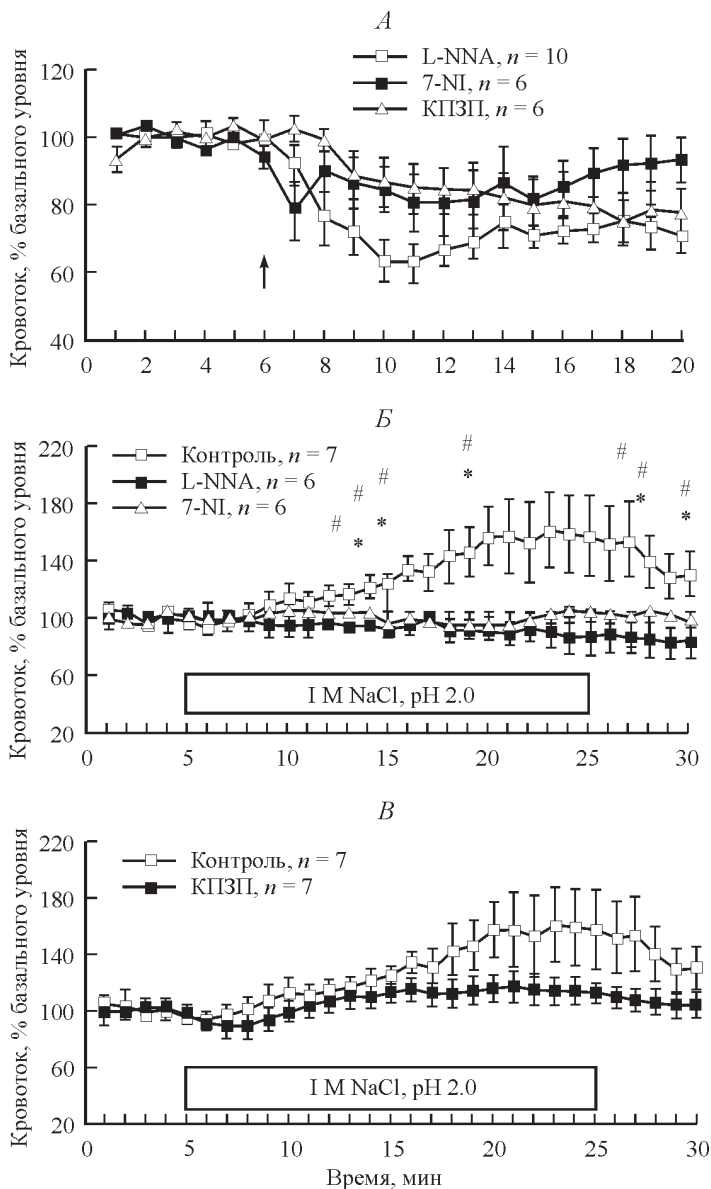 А
L-NNA, n = 10
7-NI, n = 6
КПЗП, n = 6
Кровоток, % базального уровня
120
100
80
60
40
0 2 4 6 8 10 12 14 16 18 20
Б
Контроль, n = 7
L-NNA, n = 6
7-NI, n = 6
# # # # # # #
* * * * *
Кровоток, % базального уровня
220
180
140
100
60
20
I M NaCl, pH 2.0
0 5 10 15 20 25 30
В
Контроль, n = 7
КПЗП, n = 7
Кровоток, % базального уровня
220
180
140
100
60
20
I M NaCl, pH 2.0
0 5 10 15 20 25 30
Время, мин